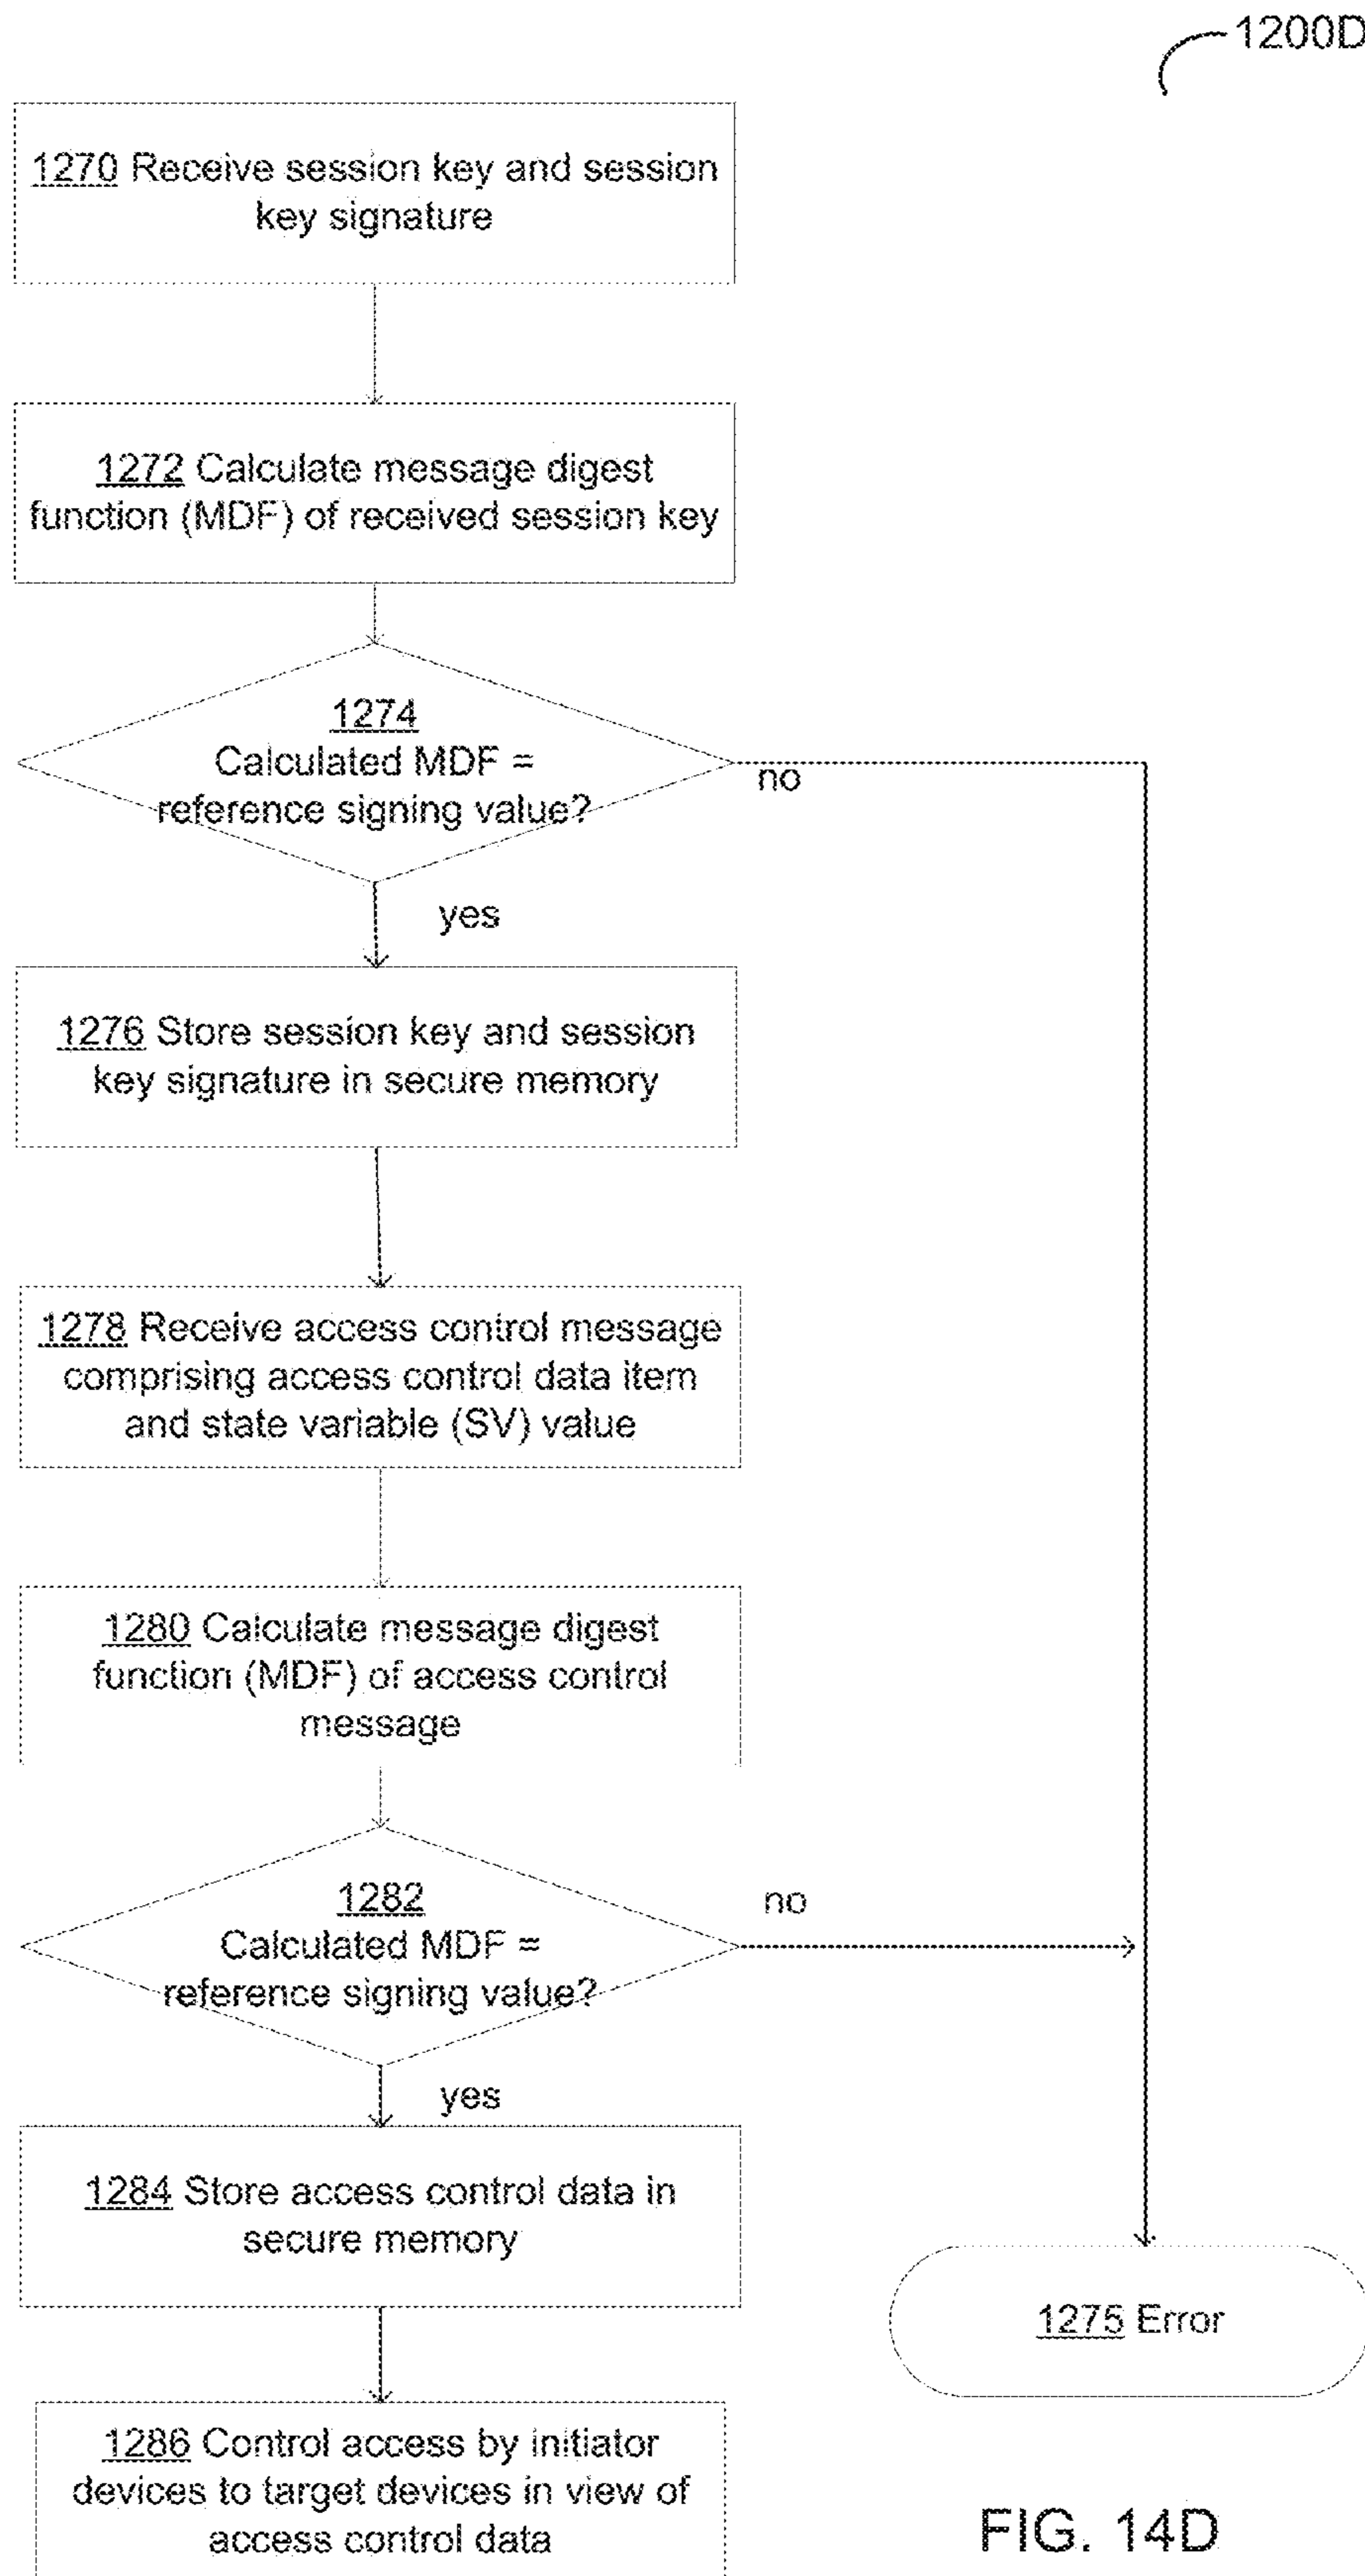 1200D
1270 Receive session key and session
key signature
1272 Calculate message digest
function (MDF) of received session key
1274
Calculated MDF =
reference signing value?
no
yes
1276 Store session key and session
key signature in secure memory
1278 Receive access control message
comprising access control data item
and state variable (SV) value
1280 Calculate message digest
function (MDF) of access control
message
1282
Calculated MDF =
reference signing value?
no
yes
1284 Store access control data in
secure memory
1275 Error
1286 Control access by initiator
devices to target devices in view of
access control data
FIG. 14D